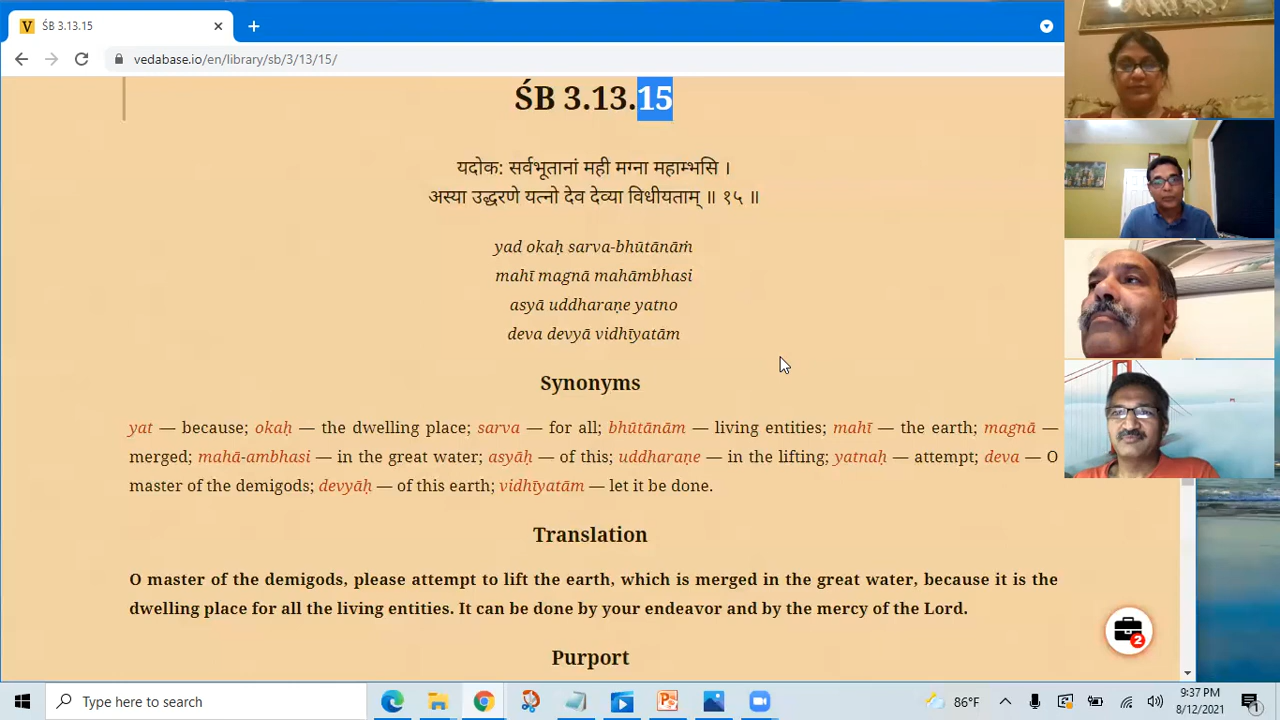 ŚB 3.13.15
vedabase.io/en/library/sb/3/13/15/
ŚB 3.13.15
यदोक: सर्वभूतानां मही मग्ना महाम्भसि ।
अस्या उद्धरणे यत्नो देव देव्या विधीयताम् ॥ १५ ॥
yad okaḥ sarva-bhūtānāṁ
mahī magnā mahāmbhasi
asyā uddharaṇe yatno
deva devyā vidhīyatām
Synonyms
yat — because; okaḥ — the dwelling place; sarva — for all; bhūtānām — living entities; mahī — the earth; magnā —
merged; mahā-ambhasi — in the great water; asyāḥ — of this; uddharaṇe — in the lifting; yatnaḥ — attempt; deva — O
master of the demigods; devyāḥ — of this earth; vidhīyatām — let it be done.
Translation
O master of the demigods, please attempt to lift the earth, which is merged in the great water, because it is the
dwelling place for all the living entities. It can be done by your endeavor and by the mercy of the Lord.
2
Purport
Type here to search
86°F
9:37 PM
8/12/2021
1